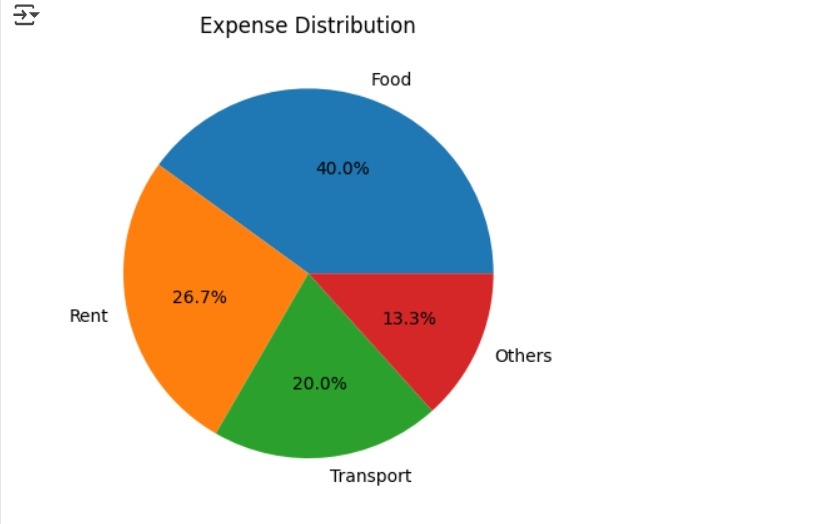 Expense Distribution
Food
40.0%
26.7%
Rent
13.3%
Others
20.0%
Transport